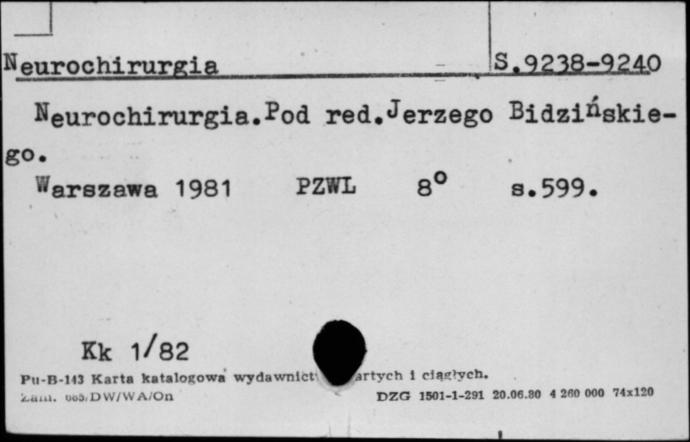 Neurochirurgia S.9238-9240
Neurochirurgia.Pod red.Jerzego Bidzińskie-
go.
Warszawa 1981 PZWL 8° s.599.
Kk 1/82
Pu-B-143 Karta katalogowa wydawnict artych i ciągłych.
DW/WA/On DZG 1501-1-291 20.06.80 4 260 000 74x120